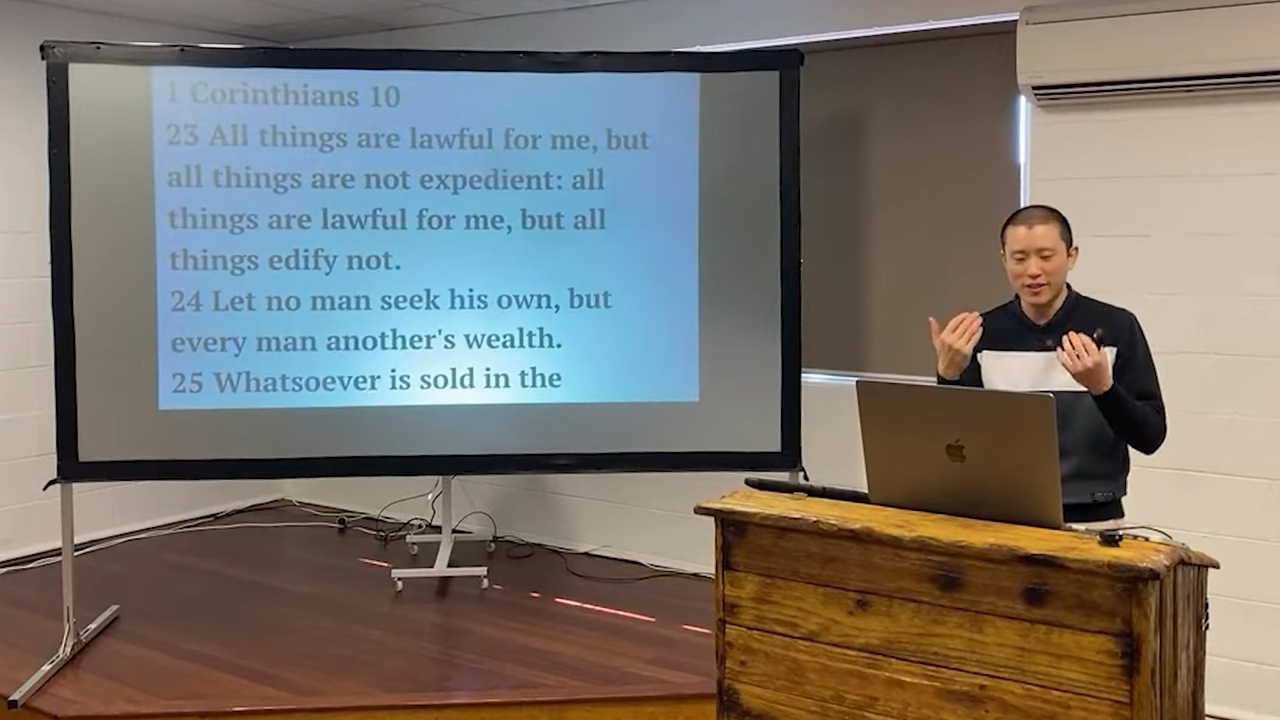 1 Corinthians 10
23 All things are lawful for me, but
all things are not expedient: all
things are lawful for me, but all
things edify not.
24 Let no man seek his own, but
every man another's wealth.
25 Whatsoever is sold in the